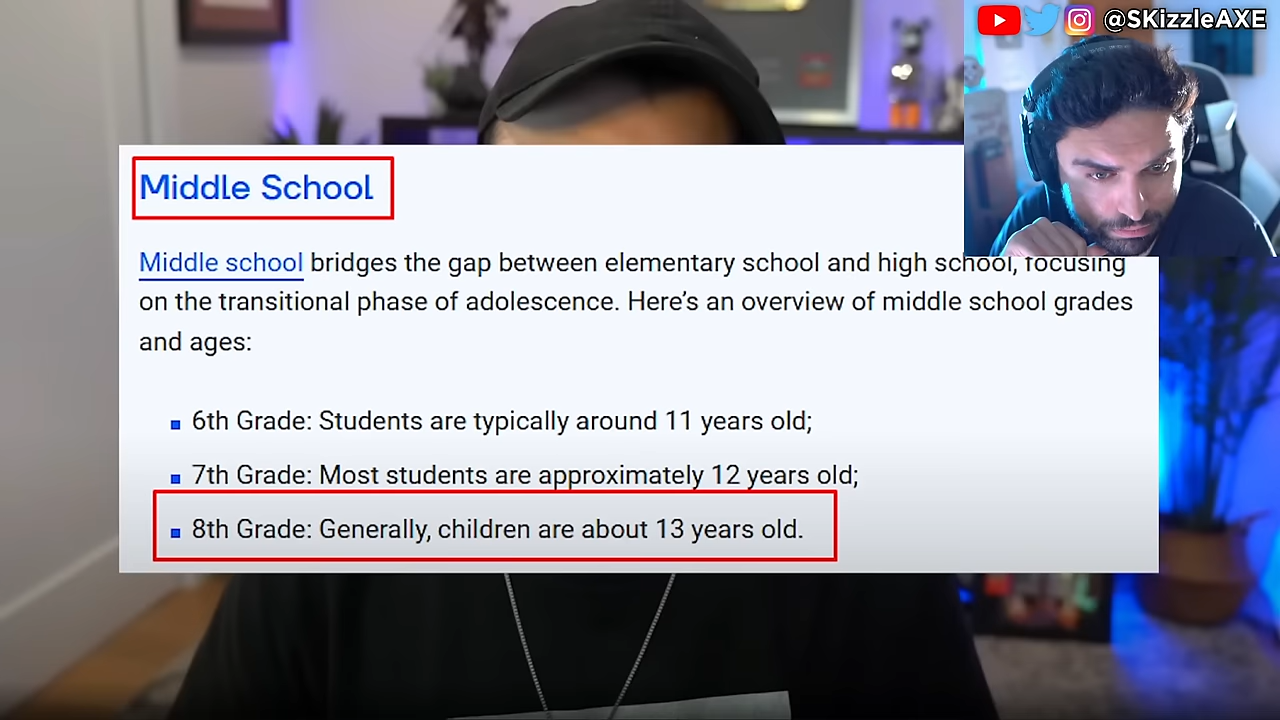 @SKizzleAXE
Middle School
Middle school bridges the gap between elementary school and high school, focusing
on the transitional phase of adolescence. Here’s an overview of middle school grades
and ages:
6th Grade: Students are typically around 11 years old;
7th Grade: Most students are approximately 12 years old;
8th Grade: Generally, children are about 13 years old.